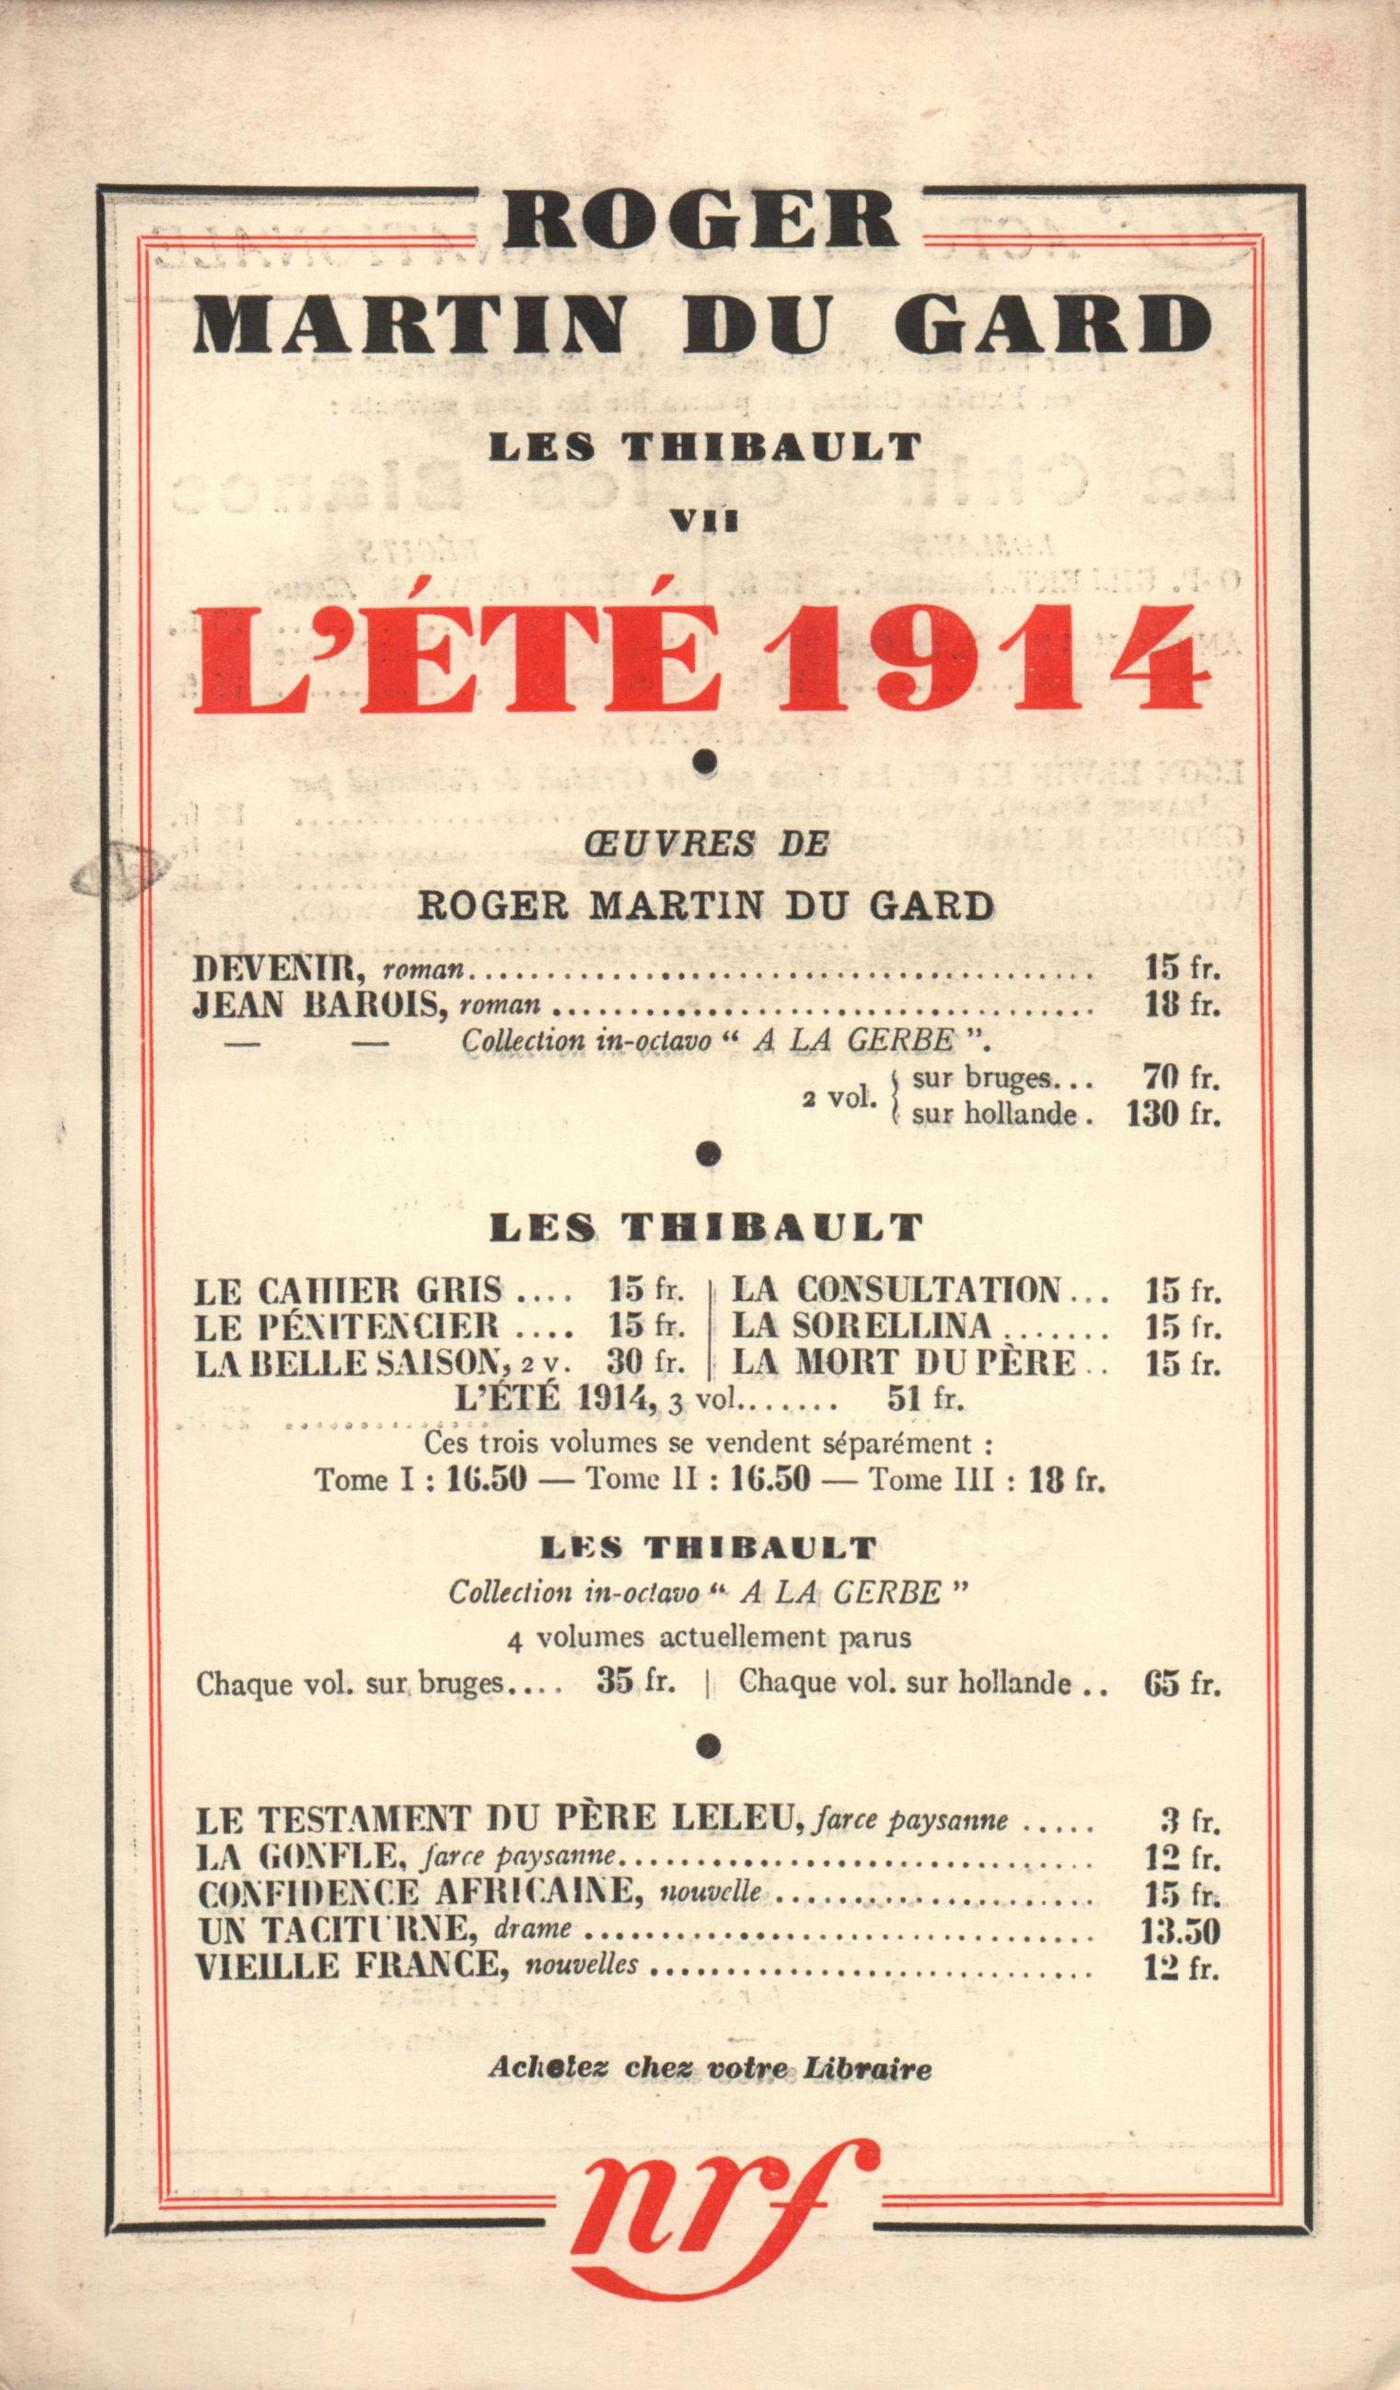 ROGER
MARTIN DU GARD
LES THIBAULT
VII
L'ÉTÉ 1914
●
ŒUVRES DE
ROGER MARTIN DU GARD
DEVENIR, roman........................................ 15 fr.
JEAN BAROIS, roman ................................... 18 fr.
— — Collection in-octavo “ A LA GERBE ”.
2 vol. { sur bruges... 70 fr.
sur hollande . 130 fr.
●
LES THIBAULT
LE CAHIER GRIS .... 15 fr. | LA CONSULTATION... 15 fr.
LE PÉNITENCIER .... 15 fr. | LA SORELLINA ....... 15 fr.
LA BELLE SAISON, 2 v. 30 fr. | LA MORT DU PÈRE .. 15 fr.
L'ÉTÉ 1914, 3 vol....... 51 fr.
Ces trois volumes se vendent séparément :
Tome I : 16.50 — Tome II : 16.50 — Tome III : 18 fr.
LES THIBAULT
Collection in-octavo “ A LA GERBE ”
4 volumes actuellement parus
Chaque vol. sur bruges.... 35 fr. | Chaque vol. sur hollande .. 65 fr.
●
LE TESTAMENT DU PÈRE LELEU, farce paysanne ..... 3 fr.
LA GONFLE, farce paysanne............................... 12 fr.
CONFIDENCE AFRICAINE, nouvelle ..................... 15 fr.
UN TACITURNE, drame ................................. 13.50
VIEILLE FRANCE, nouvelles ............................. 12 fr.
Achetez chez votre Libraire
nrf